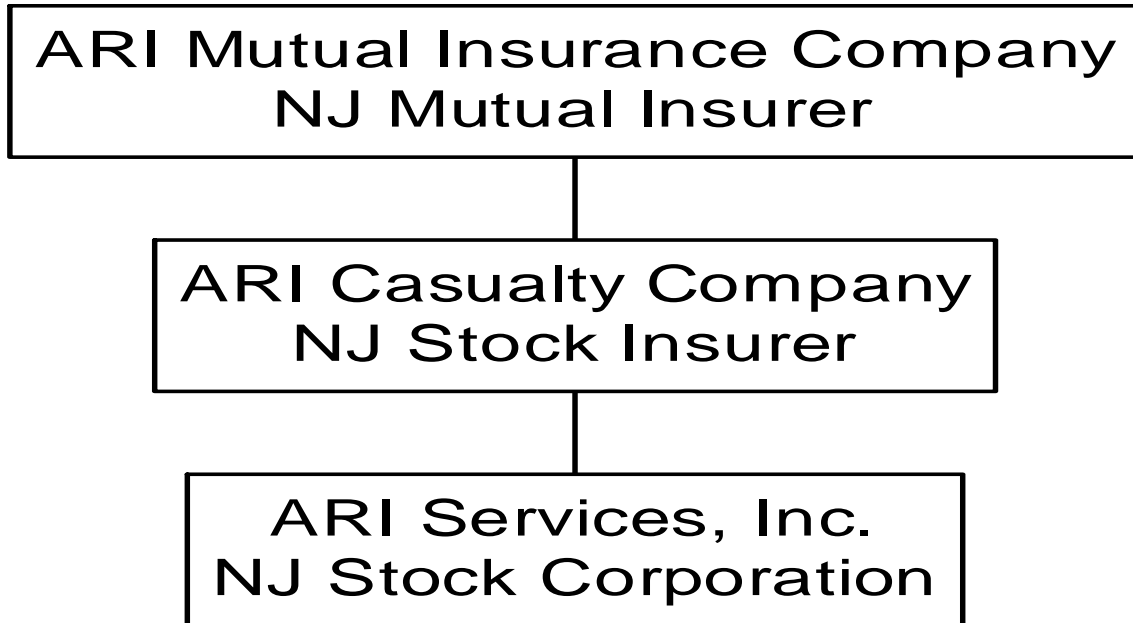 ARI Mutual Insurance Company
NJ Mutual Insurer
ARI Casualty Company
NJ Stock Insurer
ARI Services, Inc.
NJ Stock Corporation